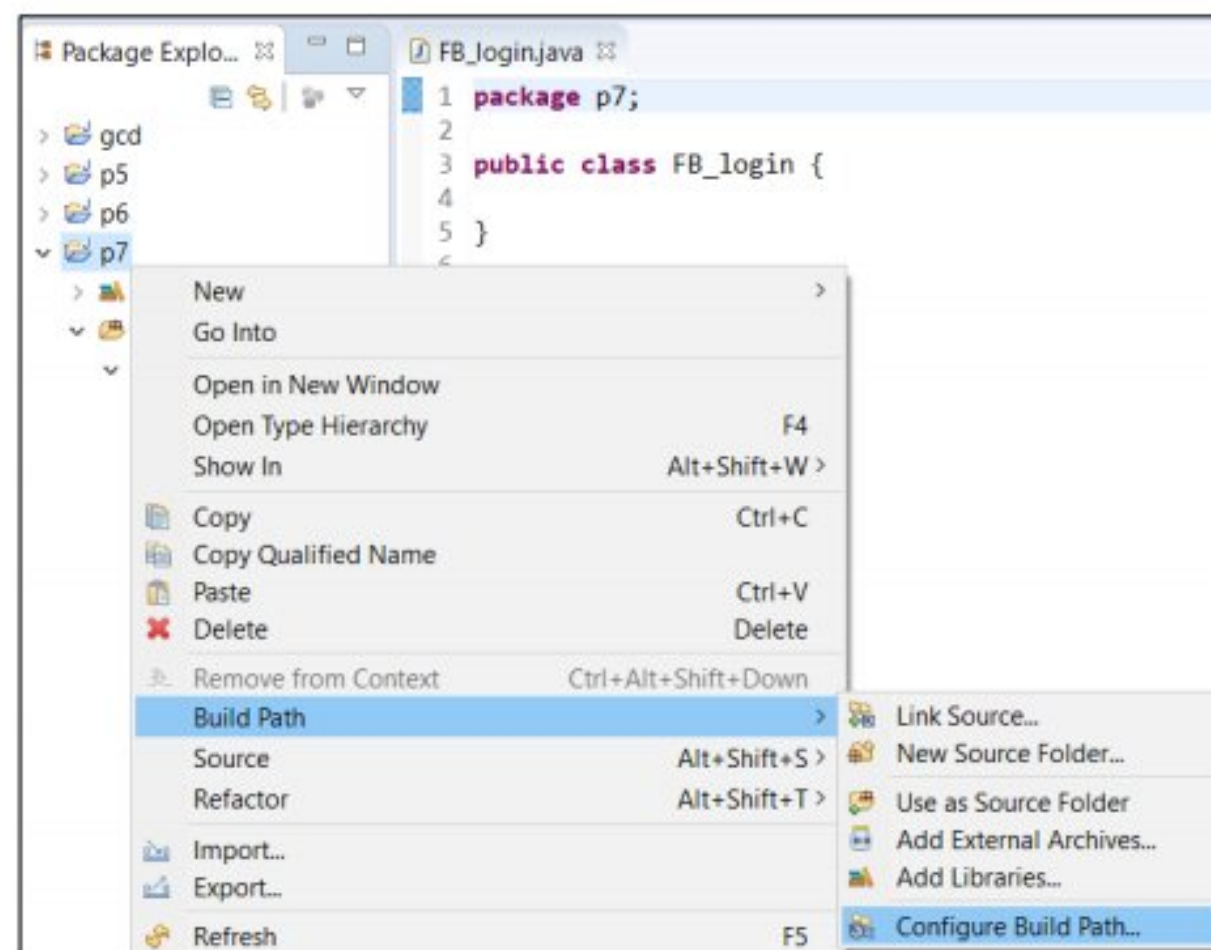 Package Explo...
FB_login.java
1 package p7;
2
3 public class FB_login {
4
5 }
gcd
p5
p6
p7
New
Go Into
Open in New Window
Open Type Hierarchy F4
Show In Alt+Shift+W >
Copy Ctrl+C
Copy Qualified Name
Paste Ctrl+V
Delete Delete
Remove from Context Ctrl+Alt+Shift+Down
Build Path >
Source Alt+Shift+S >
Refactor Alt+Shift+T >
Import...
Export...
Refresh F5
Link Source...
New Source Folder...
Use as Source Folder
Add External Archives...
Add Libraries...
Configure Build Path...